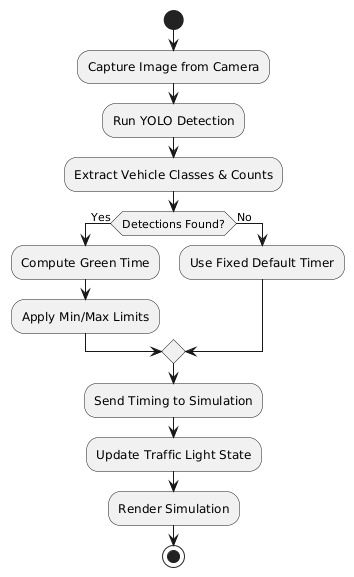 Capture Image from Camera
Run YOLO Detection
Extract Vehicle Classes & Counts
Yes
Detections Found?
No
Compute Green Time
Use Fixed Default Timer
Apply Min/Max Limits
Send Timing to Simulation
Update Traffic Light State
Render Simulation